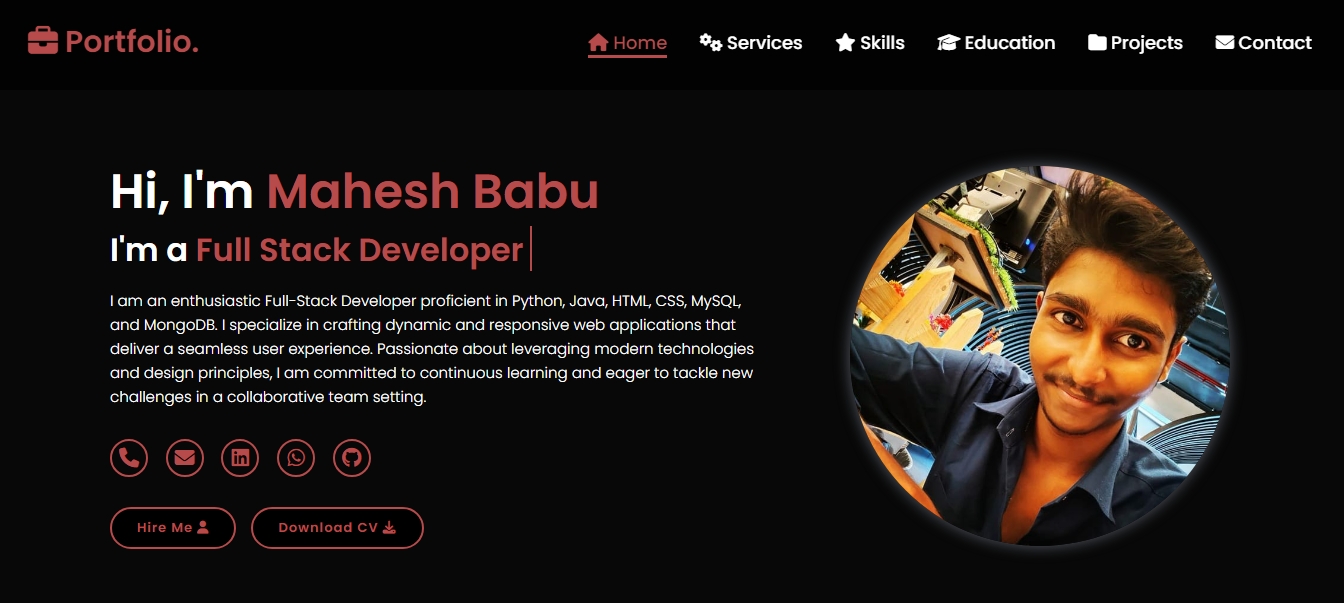 Portfolio.
Home Services Skills Education Projects Contact
Hi, I'm Mahesh Babu
I'm a Full Stack Developer
I am an enthusiastic Full-Stack Developer proficient in Python, Java, HTML, CSS, MySQL,
and MongoDB. I specialize in crafting dynamic and responsive web applications that
deliver a seamless user experience. Passionate about leveraging modern technologies
and design principles, I am committed to continuous learning and eager to tackle new
challenges in a collaborative team setting.
in
Hire Me
Download CV